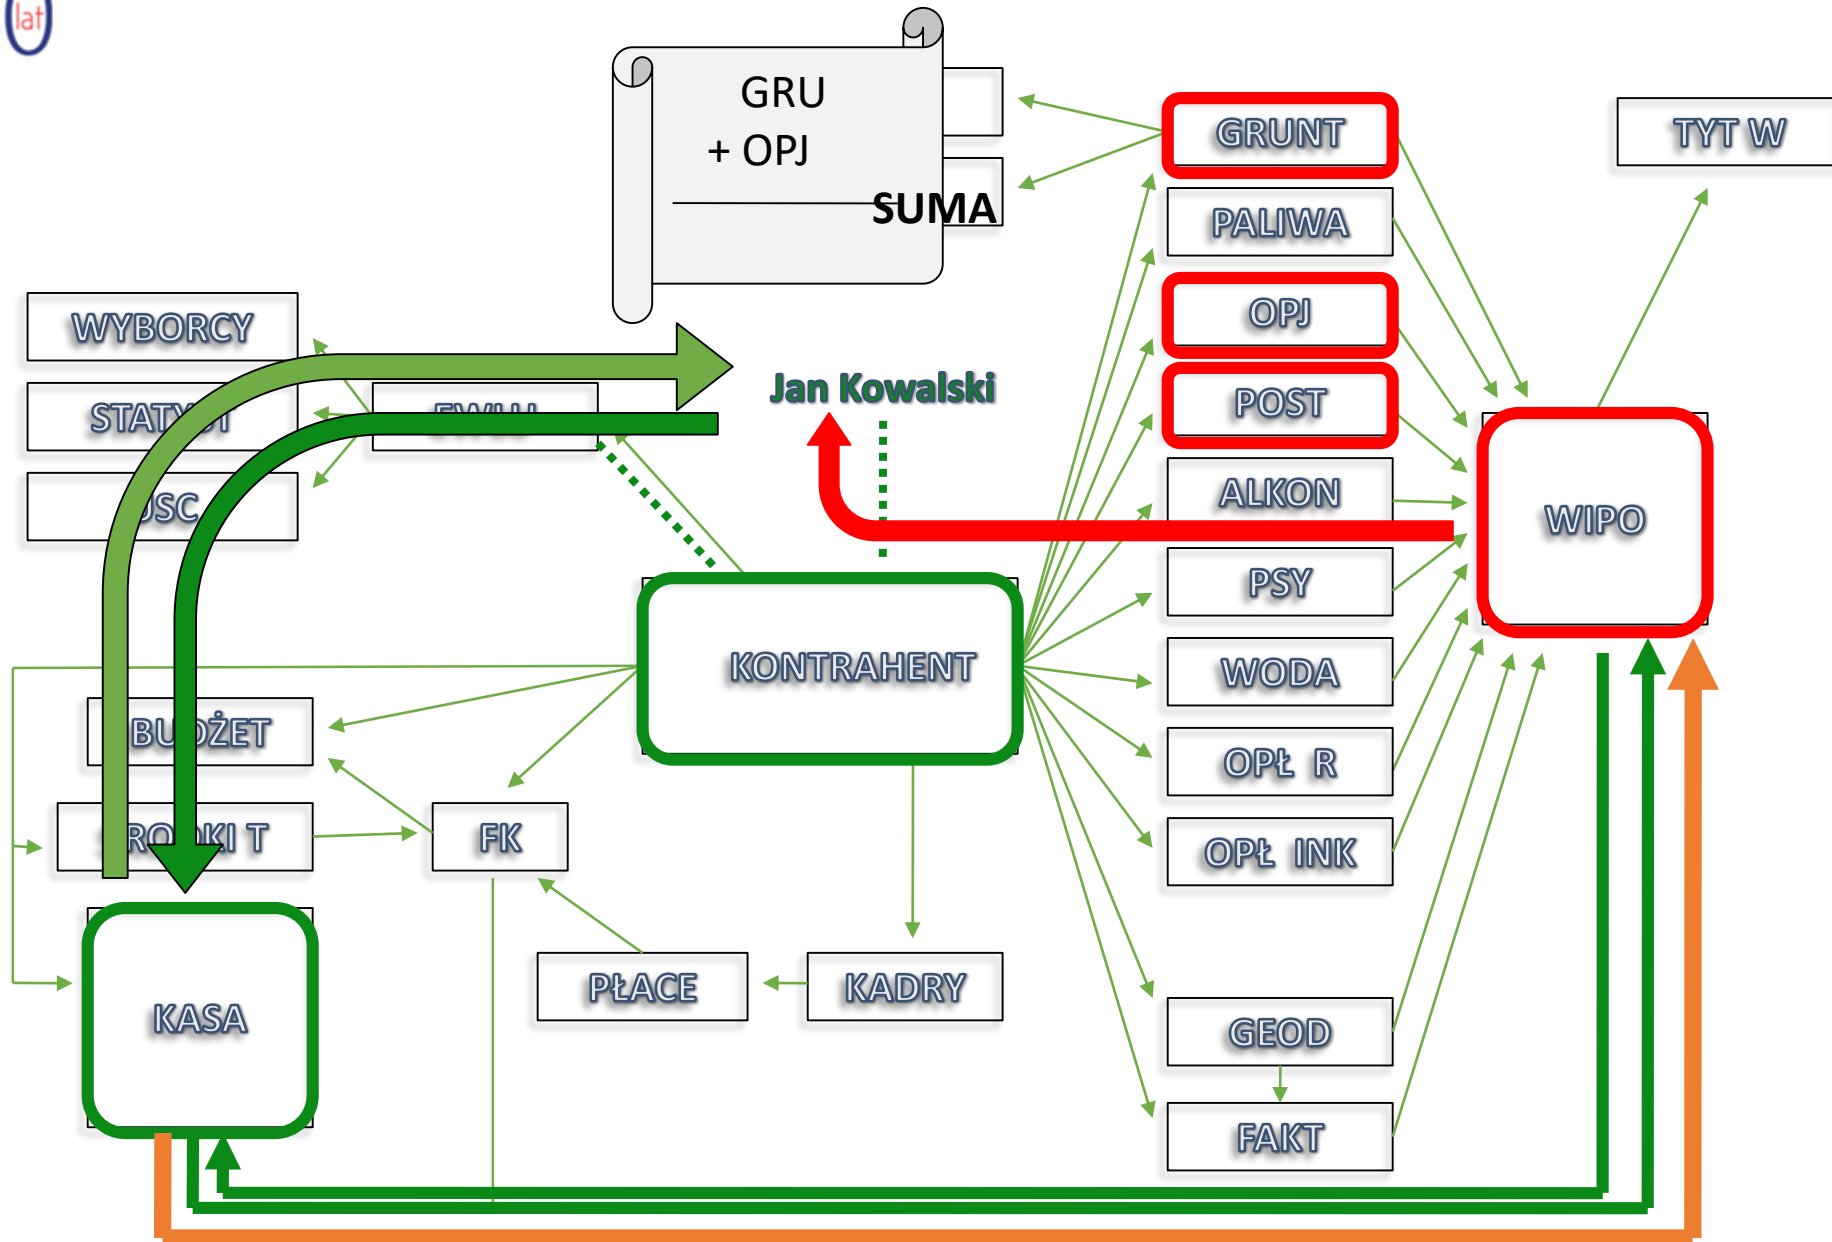 lat
GRU
+ OPJ
SUMA
GRUNT
TYT W
PALIWA
OPJ
WYBORCY
Jan Kowalski
POST
ALKON
WIPO
PSY
KONTRAHENT
WODA
BUDŻET
OPŁ R
FK
OPŁ INK
PŁACE
KADRY
KASA
GEOD
FAKT